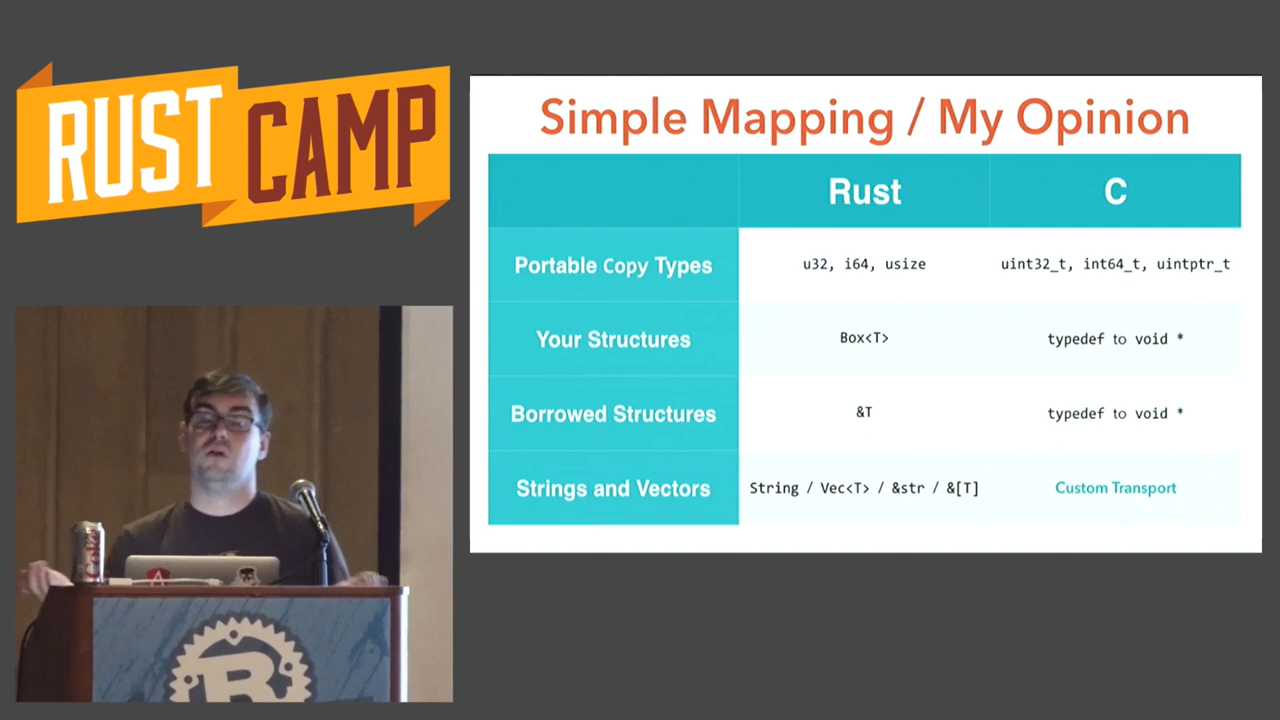 RUST CAMP
Simple Mapping / My Opinion
Rust C
Portable Copy Types u32, i64, usize uint32_t, int64_t, uintptr_t
Your Structures Box<T> typedef to void *
Borrowed Structures &T typedef to void *
Strings and Vectors String / Vec<T> / &str / &[T] Custom Transport
Coke
A
R